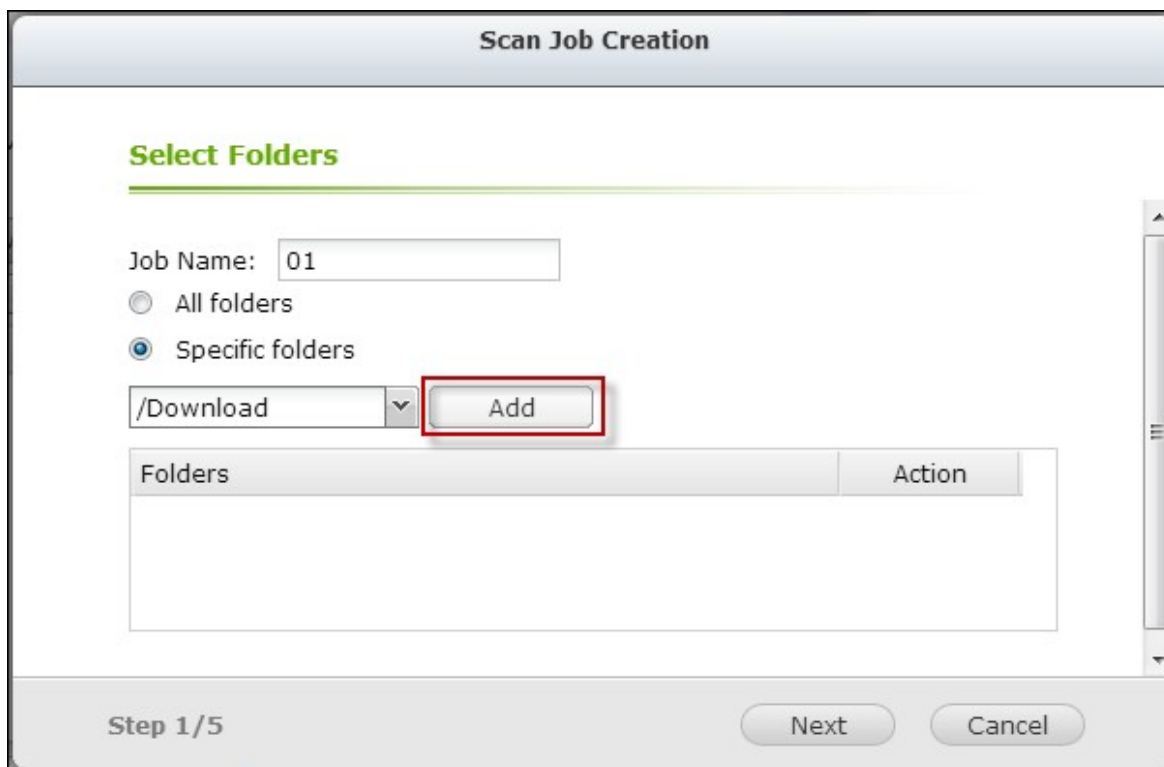 Scan Job Creation
Select Folders
Job Name: 01
All folders
Specific folders
/Download Add
Folders Action
Step 1/5 Next Cancel